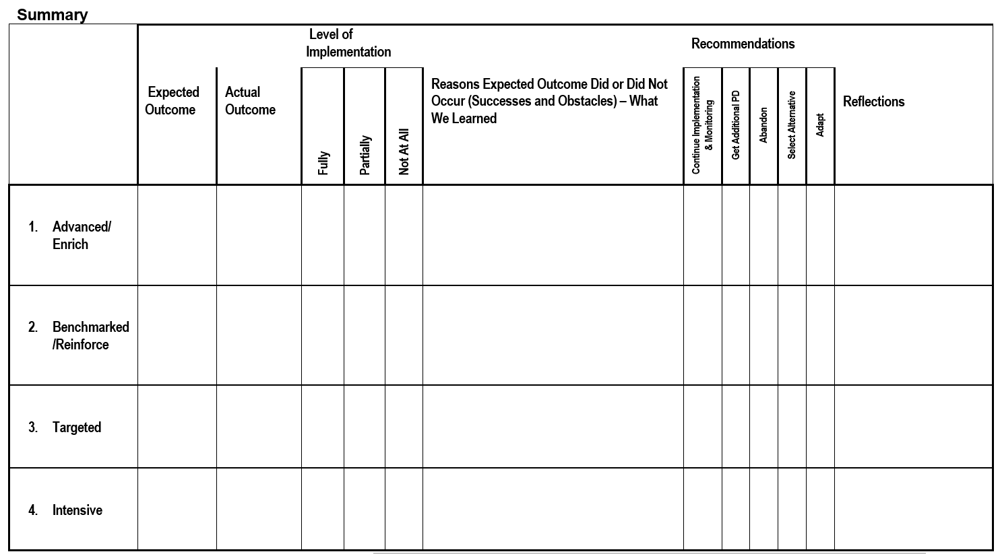 Summary
Level of
Implementation
Recommendations
Expected
Outcome
Actual
Outcome
Fully
Partially
Not At All
Reasons Expected Outcome Did or Did Not
Occur (Successes and Obstacles) – What
We Learned
Continue Implementation
& Monitoring
Get Additional PD
Abandon
Select Alternative
Adapt
Reflections
1. Advanced/
Enrich
2. Benchmarked
/Reinforce
3. Targeted
4. Intensive